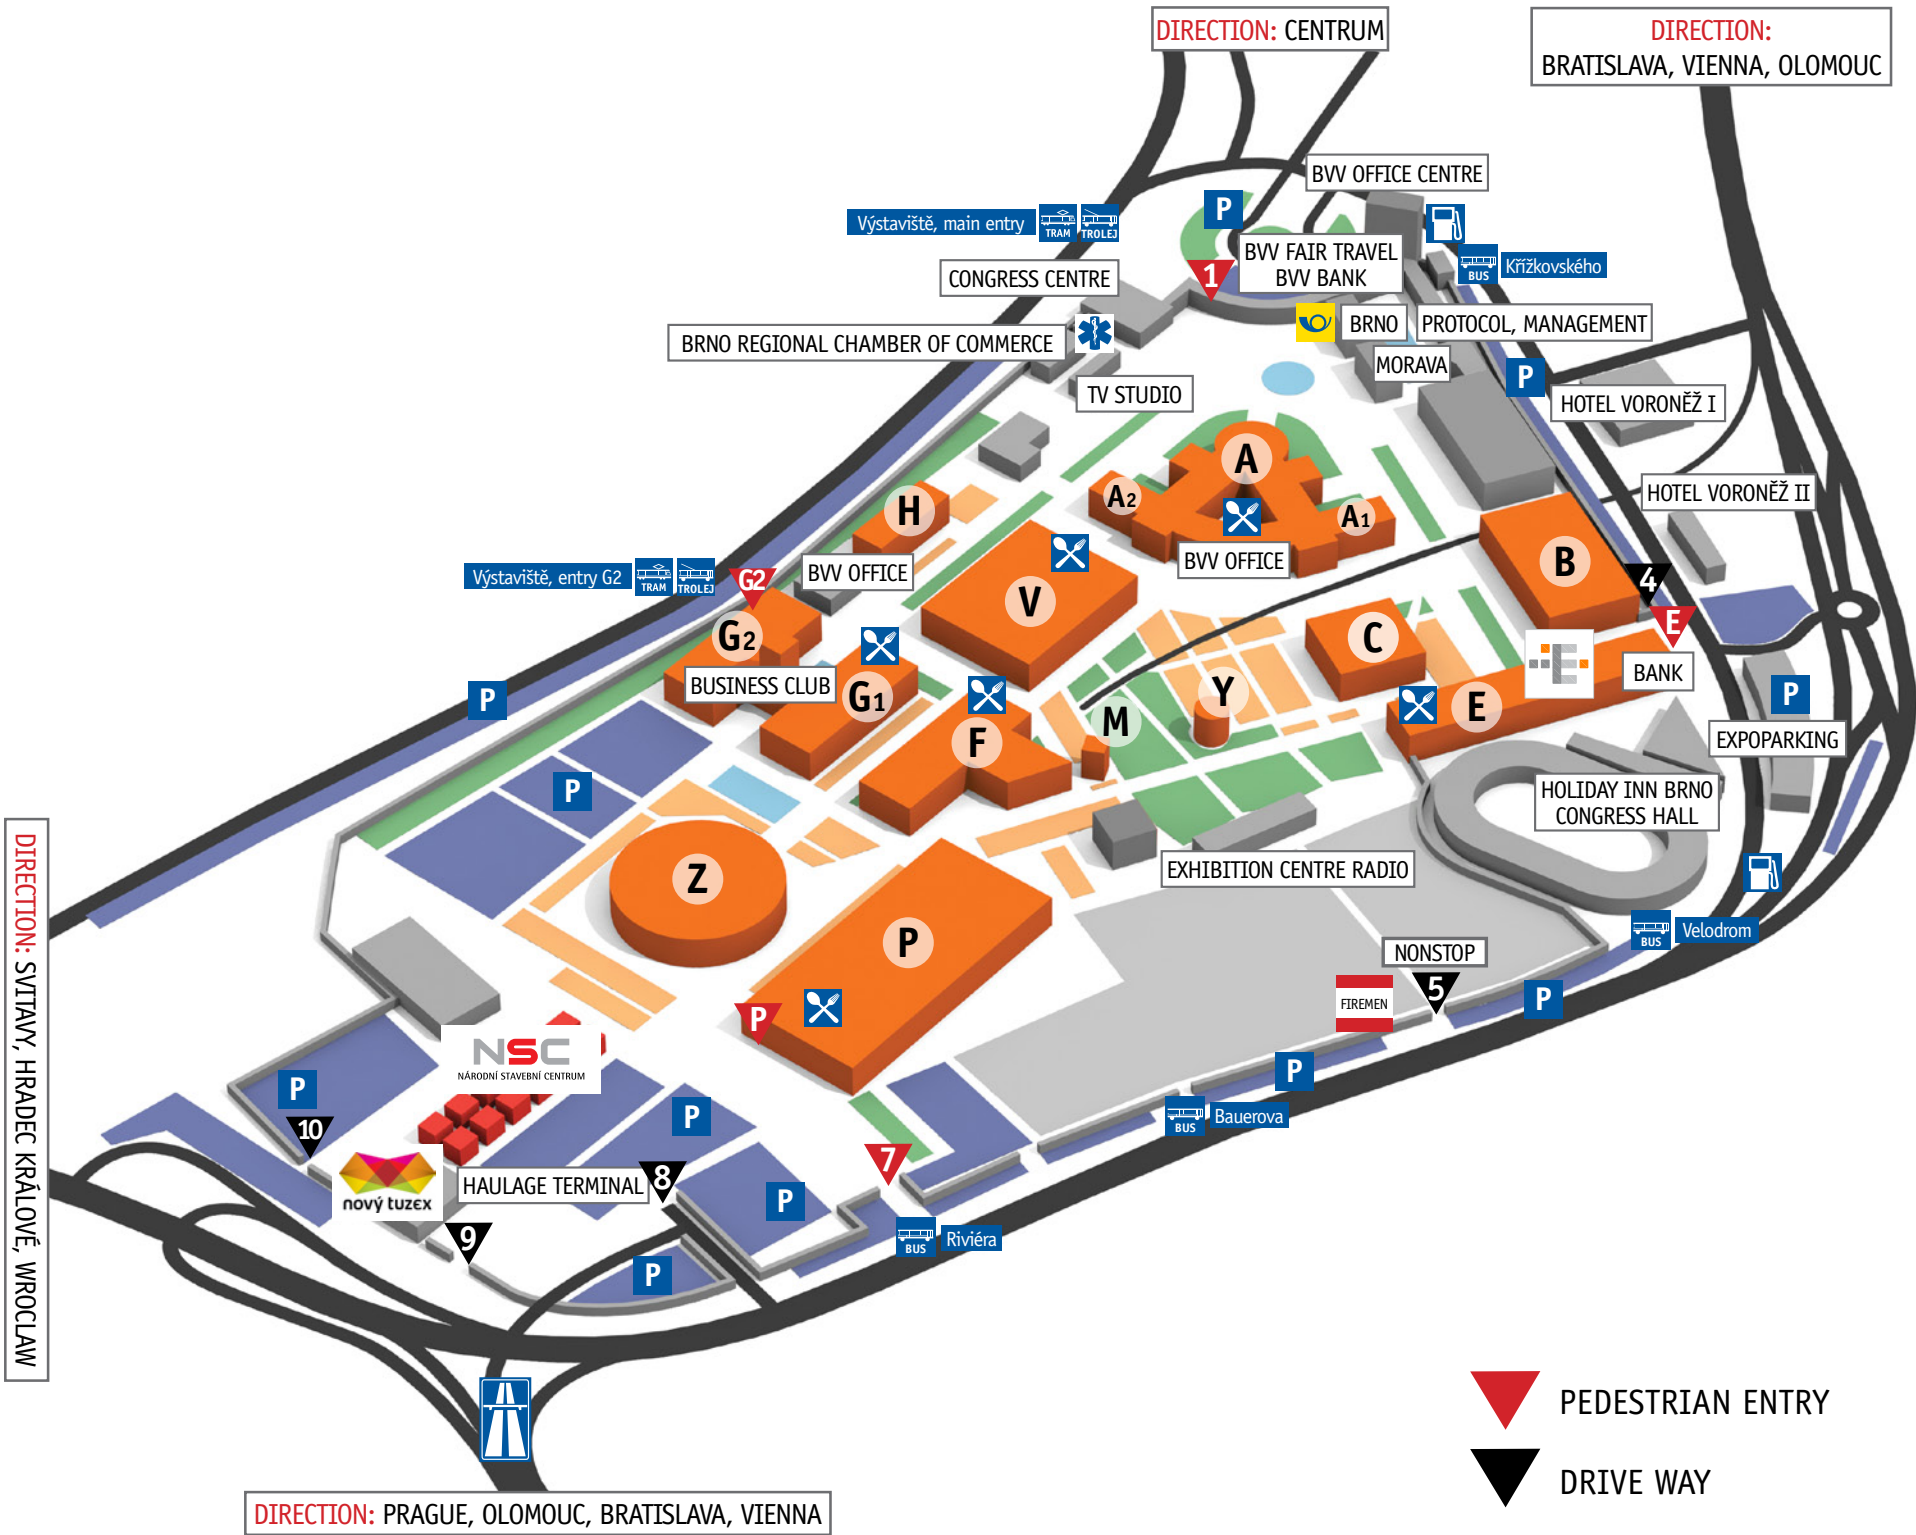 DIRECTION: CENTRUM
DIRECTION:
BRATISLAVA, VIENNA, OLOMOUC
BVV OFFICE CENTRE
P
Výstaviště, main entry
TRAM
TROLEJ
BVV FAIR TRAVEL
BVV BANK
BUS
Křížkovského
1
CONGRESS CENTRE
BRNO
PROTOCOL, MANAGEMENT
BRNO REGIONAL CHAMBER OF COMMERCE
MORAVA
P
TV STUDIO
HOTEL VORONĚŽ I
A
A2
A1
HOTEL VORONĚŽ II
H
BVV OFFICE
B
Výstaviště, entry G2
TRAM
TROLEJ
G2
BVV OFFICE
4
V
E
G2
C
E
BANK
BUSINESS CLUB
G1
Y
E
P
P
M
F
EXPOPARKING
P
HOLIDAY INN BRNO
CONGRESS HALL
EXHIBITION CENTRE RADIO
Z
P
BUS
Velodrom
NONSTOP
5
FIREMEN
P
P
NSC
NÁRODNÍ STAVEBNÍ CENTRUM
P
P
P
BUS
Bauerova
10
7
nový tuzex
HAULAGE TERMINAL
8
P
9
BUS
Riviéra
P
DIRECTION: SVITAVY, HRADEC KRÁLOVÉ, WROCLAW
PEDESTRIAN ENTRY
DRIVE WAY
DIRECTION: PRAGUE, OLOMOUC, BRATISLAVA, VIENNA